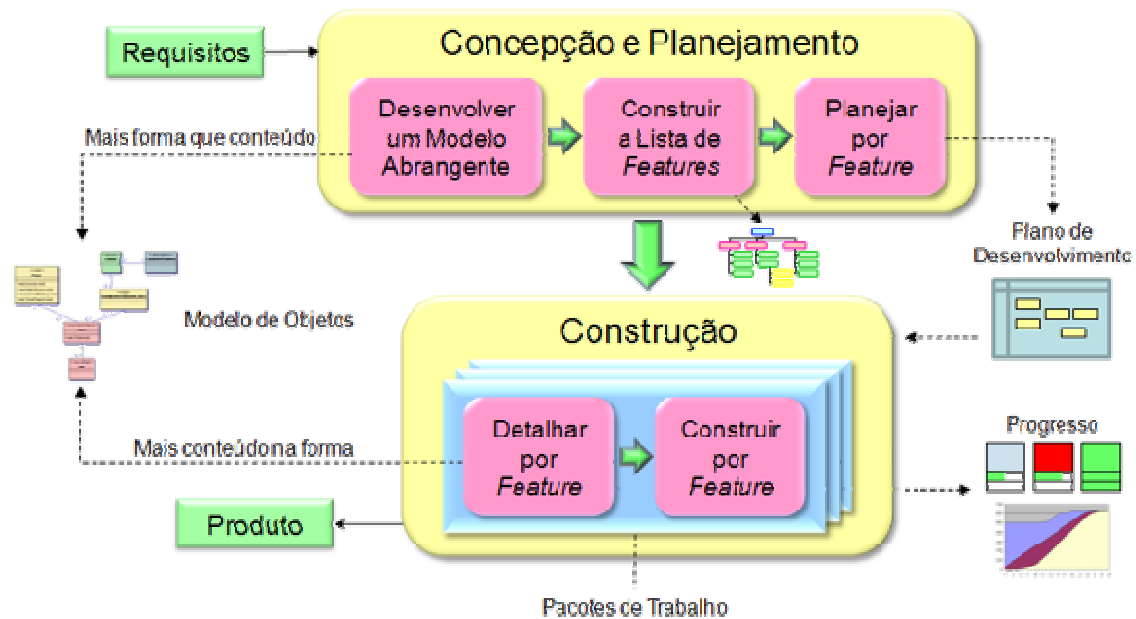 Requisitos
Concepção e Planejamento
Desenvolver
um Modelo
Abrangente
Construir
a Lista de
Features
Planejar
por
Feature
Mais forma que conteúdo
Plano de
Desenvolvimento
Modelo de Objetos
Construção
Detalhar
por
Feature
Construir
por
Feature
Mais conteúdo na forma
Progresso
Produto
Pacotes de Trabalho